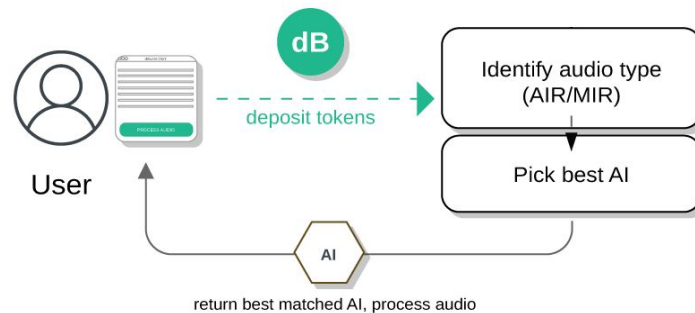 dB
deposit tokens
Identify audio type
(AIR/MIR)
PROCESS AUDIO
User
Pick best AI
AI
return best matched AI, process audio